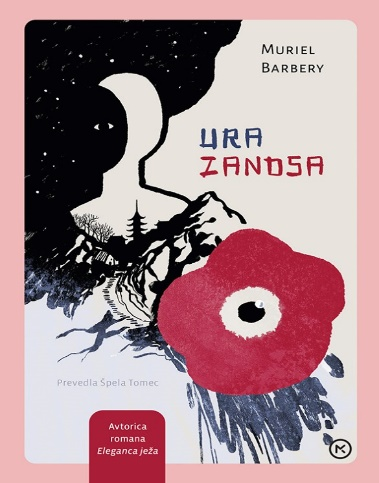 MURIEL
BARBERY
URA
ZANOSA
Prevedla Špela Tomec
Avtorica
romana
Eleganca ježa
M